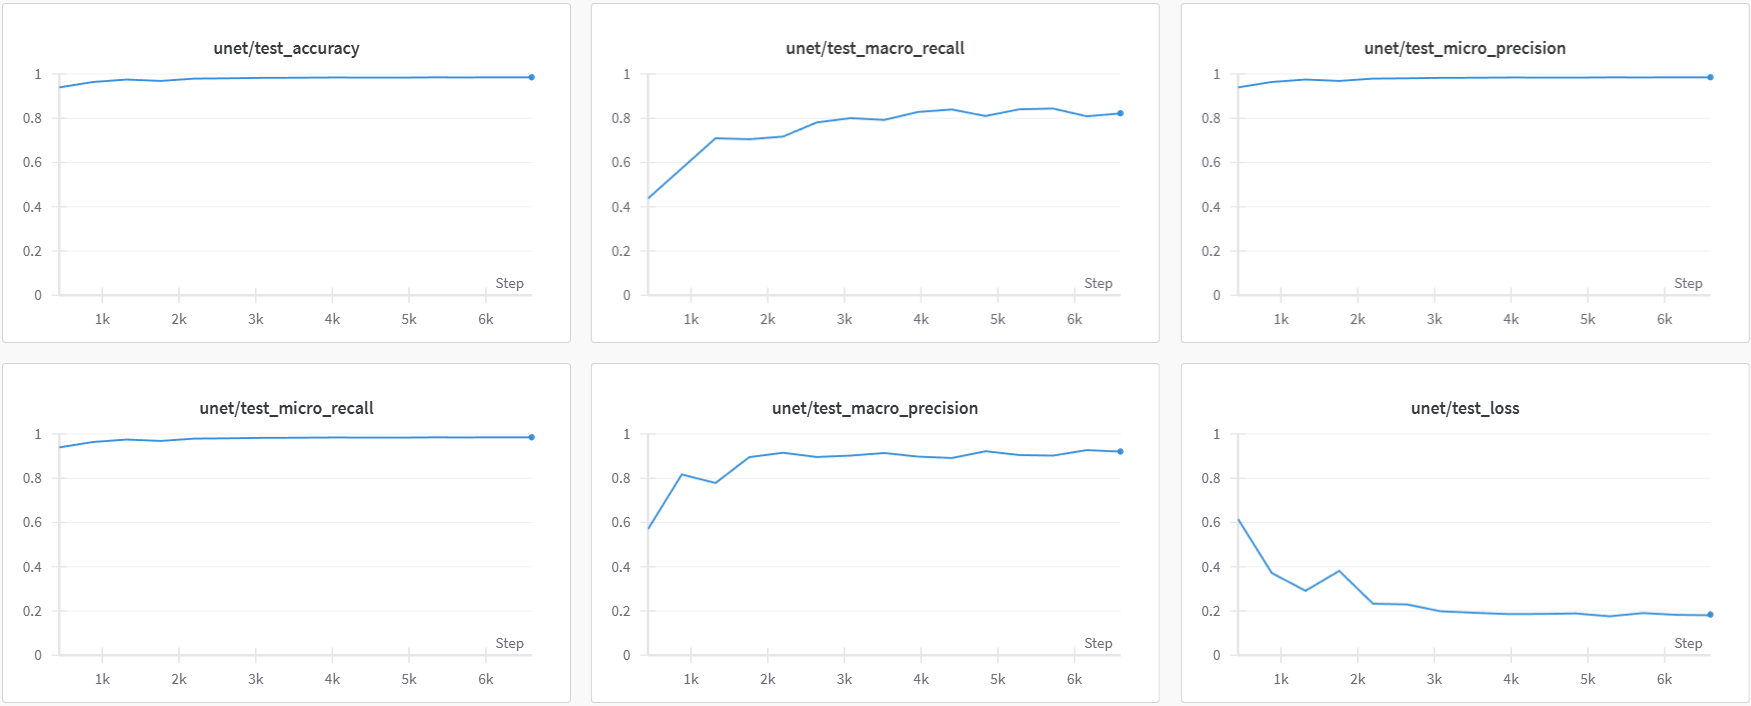 unet/test_accuracy
1
0.8
0.6
0.4
0.2
0
Step
1k 2k 3k 4k 5k 6k
unet/test_macro_recall
1
0.8
0.6
0.4
0.2
0
Step
1k 2k 3k 4k 5k 6k
unet/test_micro_precision
1
0.8
0.6
0.4
0.2
0
Step
1k 2k 3k 4k 5k 6k
unet/test_micro_recall
1
0.8
0.6
0.4
0.2
0
Step
1k 2k 3k 4k 5k 6k
unet/test_macro_precision
1
0.8
0.6
0.4
0.2
0
Step
1k 2k 3k 4k 5k 6k
unet/test_loss
1
0.8
0.6
0.4
0.2
0
Step
1k 2k 3k 4k 5k 6k